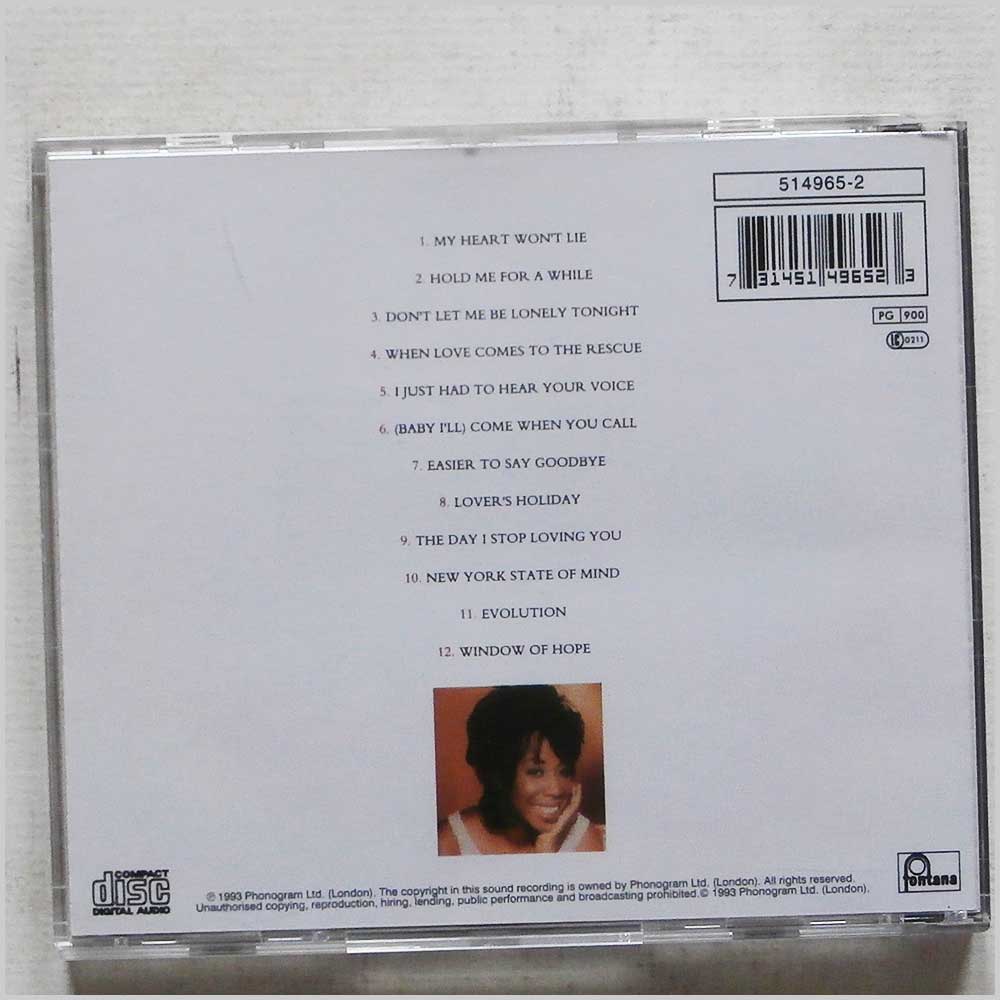 514965-2
7 31451 49652 3
PG 900
LC 0211
1. MY HEART WON'T LIE
2. HOLD ME FOR A WHILE
3. DON'T LET ME BE LONELY TONIGHT
4. WHEN LOVE COMES TO THE RESCUE
5. I JUST HAD TO HEAR YOUR VOICE
6. (BABY I'LL) COME WHEN YOU CALL
7. EASIER TO SAY GOODBYE
8. LOVER'S HOLIDAY
9. THE DAY I STOP LOVING YOU
10. NEW YORK STATE OF MIND
11. EVOLUTION
12. WINDOW OF HOPE
COMPACT
disc
DIGITAL AUDIO
℗ 1993 Phonogram Ltd. (London). The copyright in this sound recording is owned by Phonogram Ltd. (London). All rights reserved.
Unauthorised copying, reproduction, hiring, lending, public performance and broadcasting prohibited.© 1993 Phonogram Ltd. (London).
fontana